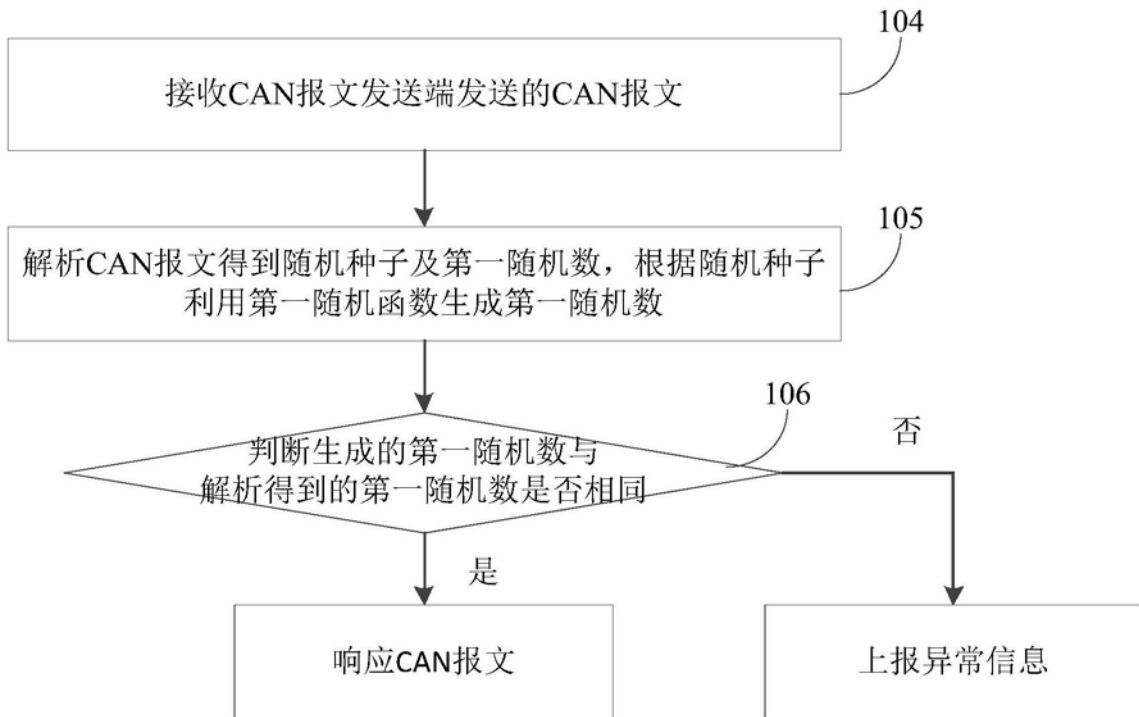 104
接收CAN报文发送端发送的CAN报文
105
解析CAN报文得到随机种子及第一随机数，根据随机种子
利用第一随机函数生成第一随机数
106
判断生成的第一随机数与
解析得到的第一随机数是否相同
否
是
响应CAN报文
上报异常信息